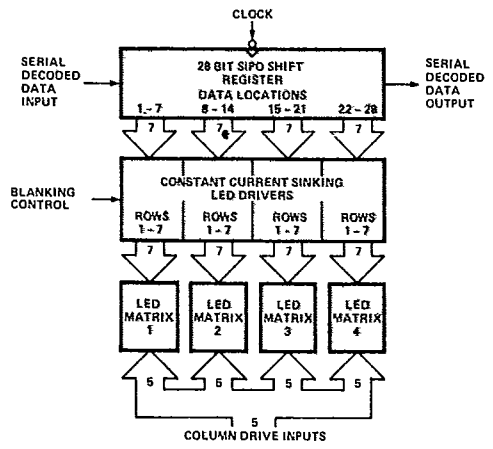 CLOCK
SERIAL DECODED DATA INPUT
28 BIT SIPO SHIFT REGISTER
DATA LOCATIONS
1-7 8-14 15-21 22-28
SERIAL DECODED DATA OUTPUT
7 7 7 7
BLANKING CONTROL
CONSTANT CURRENT SINKING LED DRIVERS
ROWS 1-7 ROWS 1-7 ROWS 1-7 ROWS 1-7
7 7 7 7
LED MATRIX 1 LED MATRIX 2 LED MATRIX 3 LED MATRIX 4
5 5 5 5
5
COLUMN DRIVE INPUTS